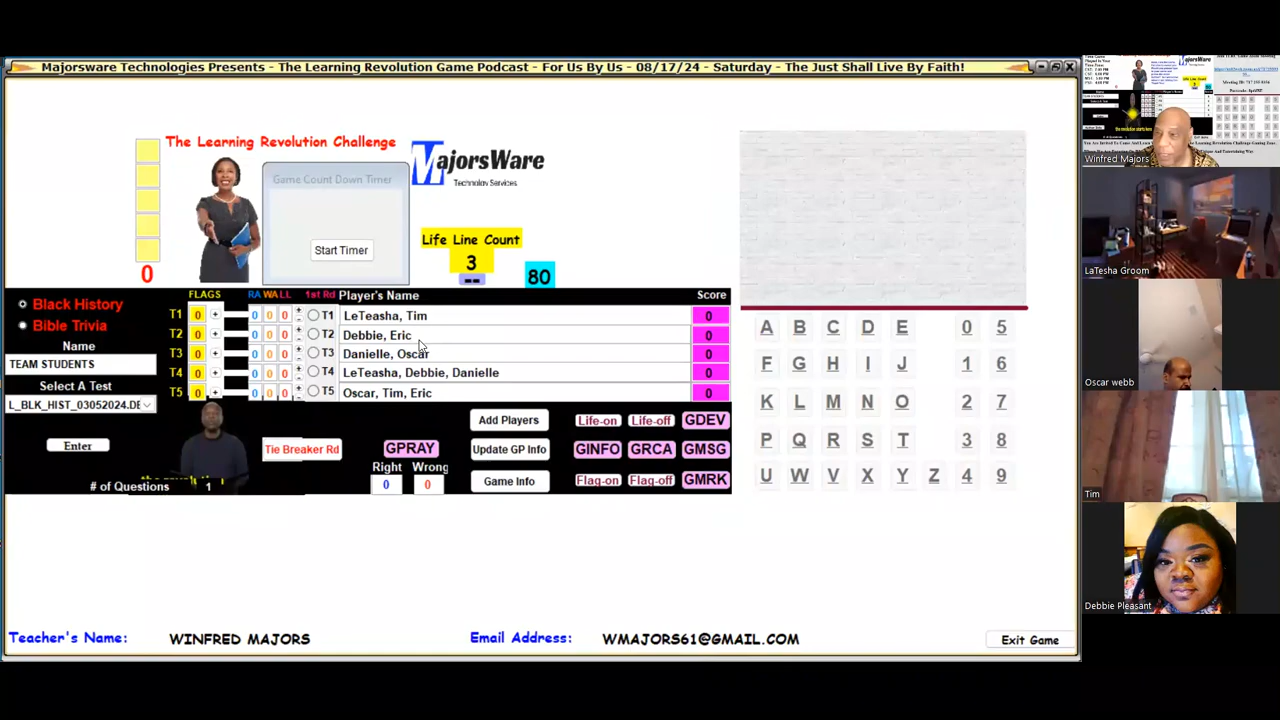 Majorsware Technologies Presents - The Learning Revolution Game Podcast - For Us By Us - 08/17/24 - Saturday - The Just Shall Live By Faith!
The Learning Revolution Challenge
MajorsWare
Technology Services
Game Count Down Timer
Start Timer
Life Line Count
3
--
80
0
FLAGS RA WA LL 1st Rd Player's Name Score
Black History
Bible Trivia
T1 0 + 0 0 0 + - T1 LeTeasha, Tim 0
T2 0 + 0 0 0 + - T2 Debbie, Eric 0
T3 0 + 0 0 0 + - T3 Danielle, Oscar 0
T4 0 + 0 0 0 + - T4 LeTeasha, Debbie, Danielle 0
T5 0 + 0 0 0 + - T5 Oscar, Tim, Eric 0
Name
TEAM STUDENTS
Select A Test
L_BLK_HIST_03052024.DE
Enter
# of Questions 1
Tie Breaker Rd
GPRAY
Right Wrong
0 0
Add Players
Update GP Info
Game Info
Life-on Life-off GDEV
GINFO GRCA GMSG
Flag-on Flag-off GMRK
A B C D E 0 5
F G H I J 1 6
K L M N O 2 7
P Q R S T 3 8
U W V X Y Z 4 9
Teacher's Name: WINFRED MAJORS Email Address: WMAJORS61@GMAIL.COM
Exit Game
Winfred Majors
LaTesha Groom
Oscar webb
Tim
Debbie Pleasant